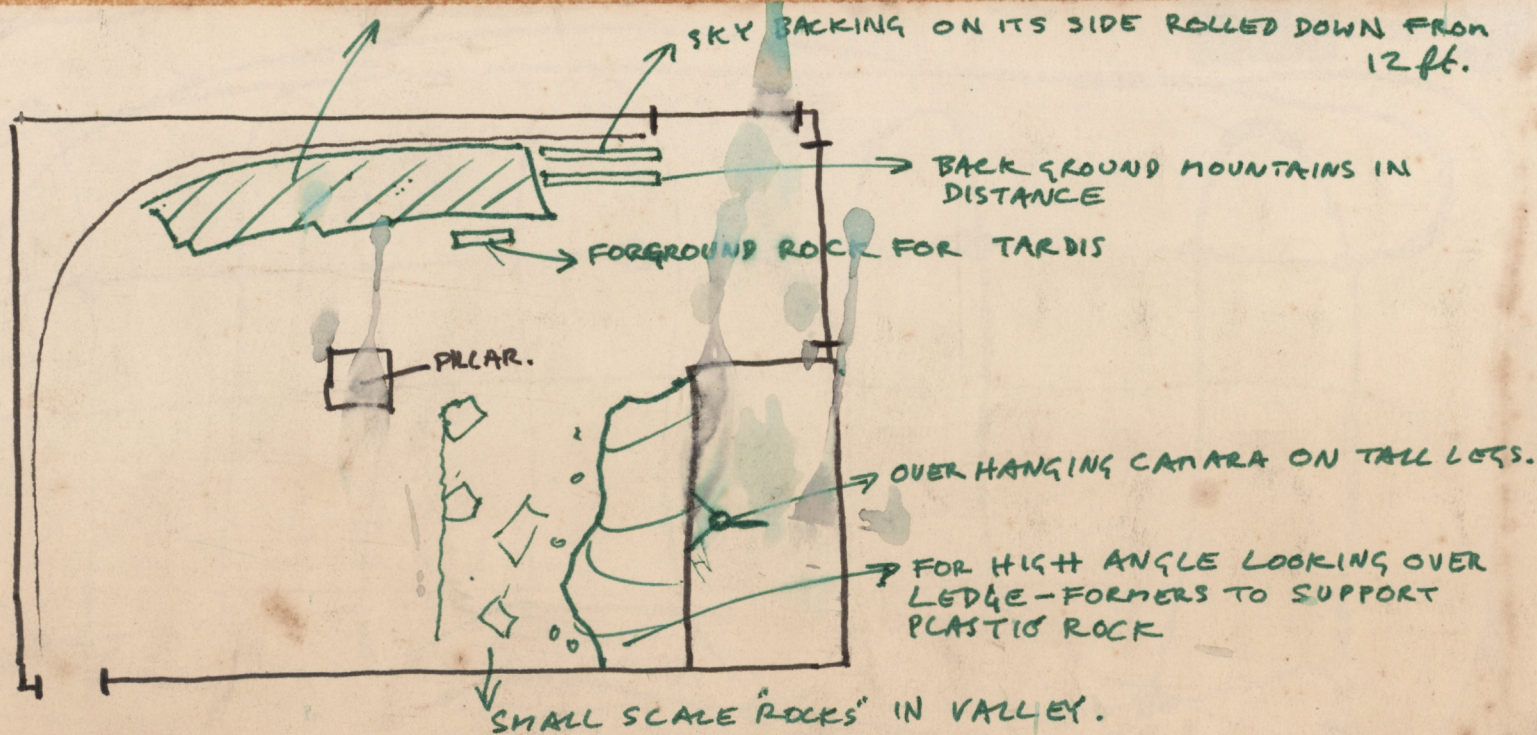 SKY BACKING ON ITS SIDE ROLLED DOWN FROM
12 ft.
BACK GROUND MOUNTAINS IN
DISTANCE
FORGROUND ROCK FOR TARDIS
PILLAR.
OVER HANGING CAMARA ON TALL LEGS.
FOR HIGH ANGLE LOOKING OVER
LEDGE - FORMERS TO SUPPORT
PLASTIC ROCK
SMALL SCALE "ROCKS" IN VALLEY.